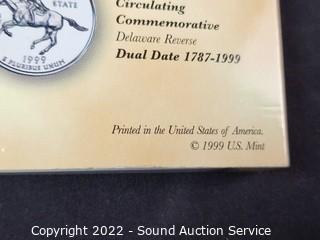 Circulating
Commemorative
Delaware Reverse
Dual Date 1787-1999
STATE
1999
E PLURIBUS UNUM
Printed in the United States of America.
© 1999 U.S. Mint
Copyright 2022 - Sound Auction Service